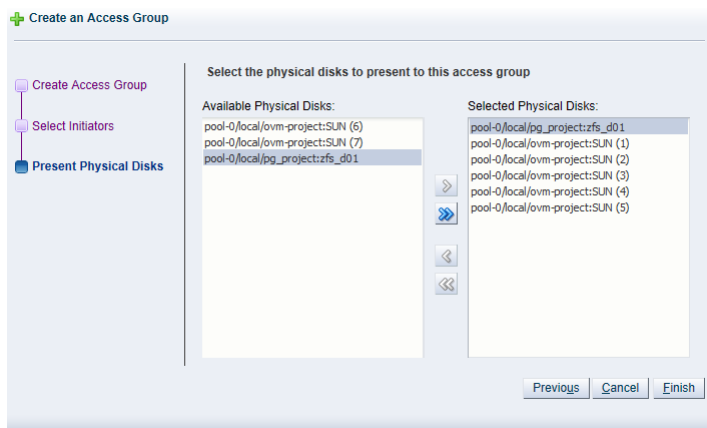 Create an Access Group
Create Access Group
Select Initiators
Present Physical Disks
Select the physical disks to present to this access group
Available Physical Disks:
pool-0/local/ovm-project:SUN (6)
pool-0/local/ovm-project:SUN (7)
pool-0/local/pg_project:zfs_d01
Selected Physical Disks:
pool-0/local/pg_project:zfs_d01
pool-0/local/ovm-project:SUN (1)
pool-0/local/ovm-project:SUN (2)
pool-0/local/ovm-project:SUN (3)
pool-0/local/ovm-project:SUN (4)
pool-0/local/ovm-project:SUN (5)
Previous Cancel Finish